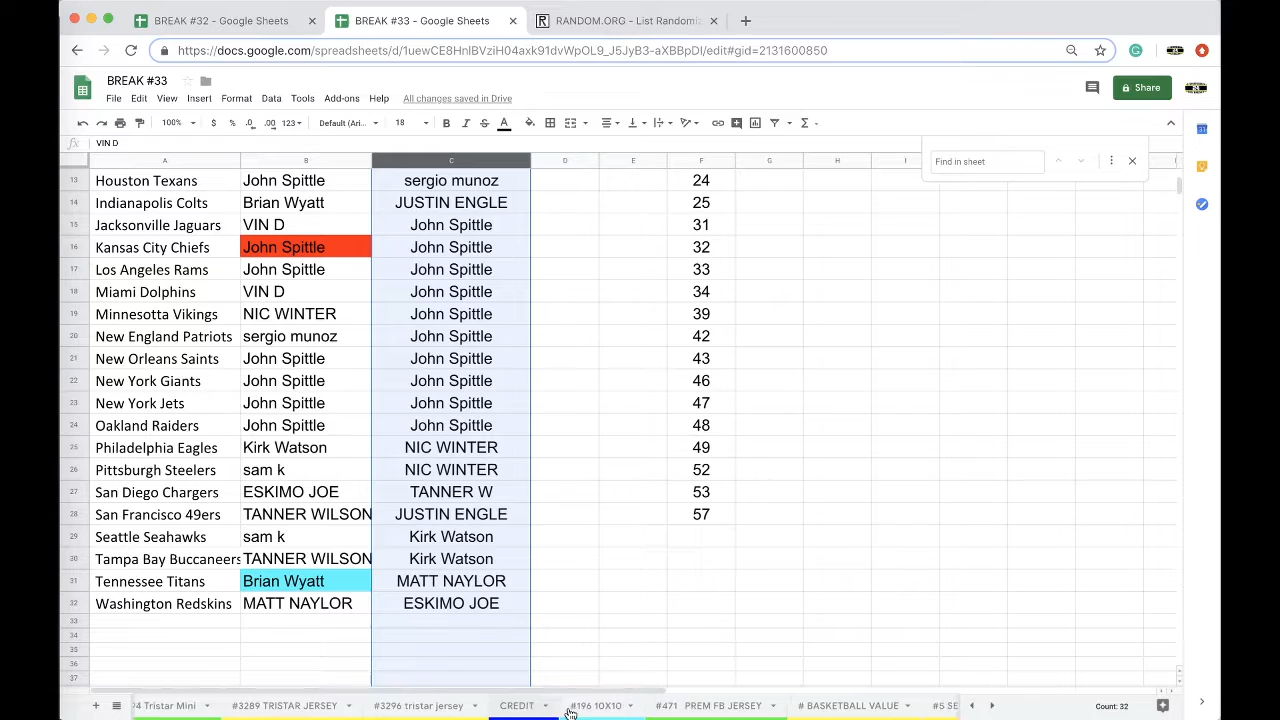 BREAK #32 - Google Sheets × BREAK #33 - Google Sheets × R RANDOM.ORG - List Randomi × +
https://docs.google.com/spreadsheets/d/1uewCE8HnIBVziH04axk91dvWpOL9_J5JyB3-aXBBpDI/edit#gid=2131600850
BREAK #33
File Edit View Insert Format Data Tools Add-ons Help All changes saved in Drive
Share
100% $ % .0 .00 123 Default (Ari... 18 B I S A
fx VIN D
Find in sheet
A B C D E F G H I
13 Houston Texans John Spittle sergio munoz 24
14 Indianapolis Colts Brian Wyatt JUSTIN ENGLE 25
15 Jacksonville Jaguars VIN D John Spittle 31
16 Kansas City Chiefs John Spittle John Spittle 32
17 Los Angeles Rams John Spittle John Spittle 33
18 Miami Dolphins VIN D John Spittle 34
19 Minnesota Vikings NIC WINTER John Spittle 39
20 New England Patriots sergio munoz John Spittle 42
21 New Orleans Saints John Spittle John Spittle 43
22 New York Giants John Spittle John Spittle 46
23 New York Jets John Spittle John Spittle 47
24 Oakland Raiders John Spittle John Spittle 48
25 Philadelphia Eagles Kirk Watson NIC WINTER 49
26 Pittsburgh Steelers sam k NIC WINTER 52
27 San Diego Chargers ESKIMO JOE TANNER W 53
28 San Francisco 49ers TANNER WILSON JUSTIN ENGLE 57
29 Seattle Seahawks sam k Kirk Watson
30 Tampa Bay Buccaneers TANNER WILSON Kirk Watson
31 Tennessee Titans Brian Wyatt MATT NAYLOR
32 Washington Redskins MATT NAYLOR ESKIMO JOE
33
34
35
36
37
4 Tristar Mini #3289 TRISTAR JERSEY #3296 tristar jersey CREDIT #196 10X10 #471 PREM FB JERSEY # BASKETBALL VALUE #5 SE Count: 32